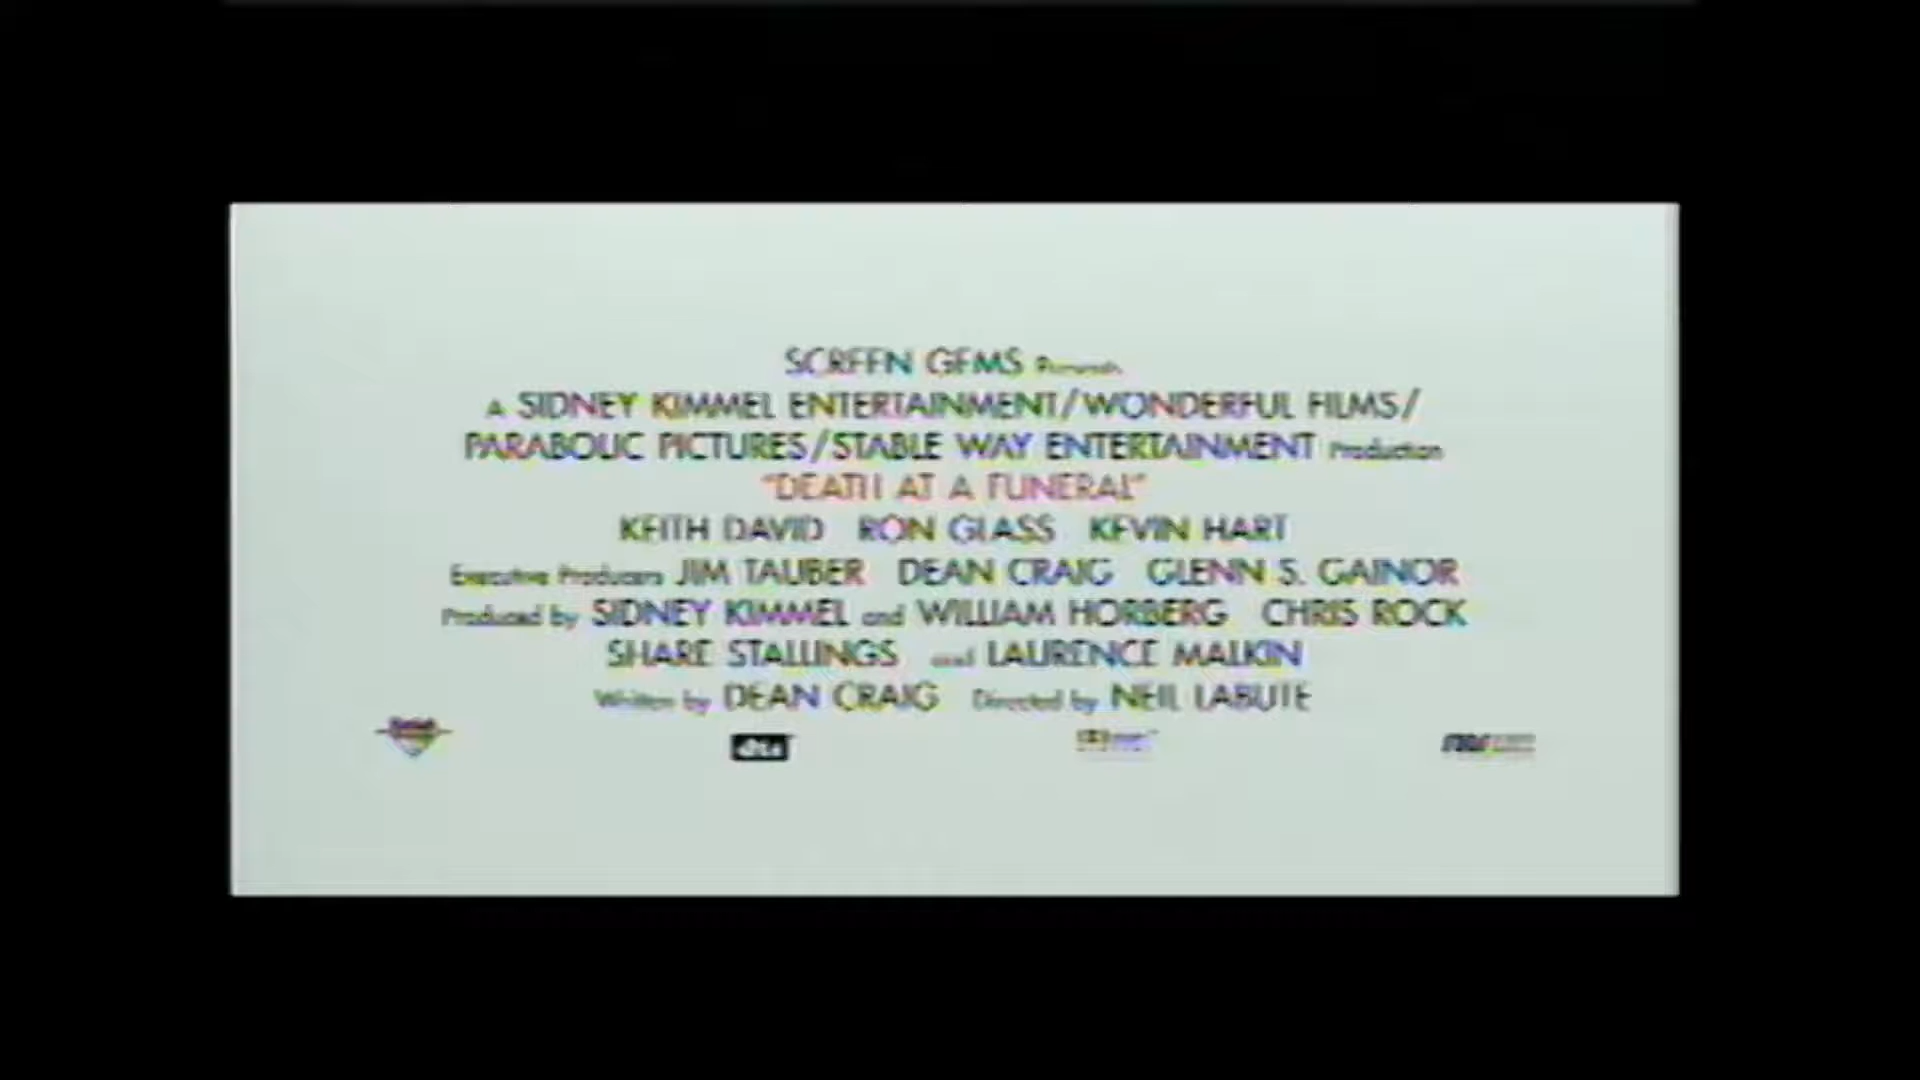 SCREEN GEMS Presents
A SIDNEY KIMMEL ENTERTAINMENT/WONDERFUL FILMS/
PARABOLIC PICTURES/STABLE WAY ENTERTAINMENT Production
"DEATH AT A FUNERAL"
KEITH DAVID RON GLASS KEVIN HART
Executive Producers JIM TAUBER DEAN CRAIG GLENN S. GAINOR
Produced by SIDNEY KIMMEL and WILLIAM HORBERG CHRIS ROCK
SHARE STALLINGS and LAURENCE MALKIN
Written by DEAN CRAIG Directed by NEIL LABUTE
dts